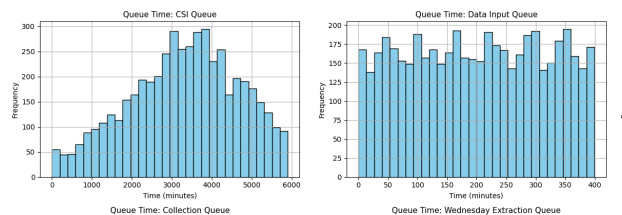 Queue Time: CSI Queue
300
250
200
150
100
50
0
Frequency
0 1000 2000 3000 4000 5000 6000
Time (minutes)
Queue Time: Data Input Queue
200
175
150
125
100
75
50
25
0
Frequency
0 50 100 150 200 250 300 350 400
Time (minutes)
Queue Time: Collection Queue
Queue Time: Wednesday Extraction Queue